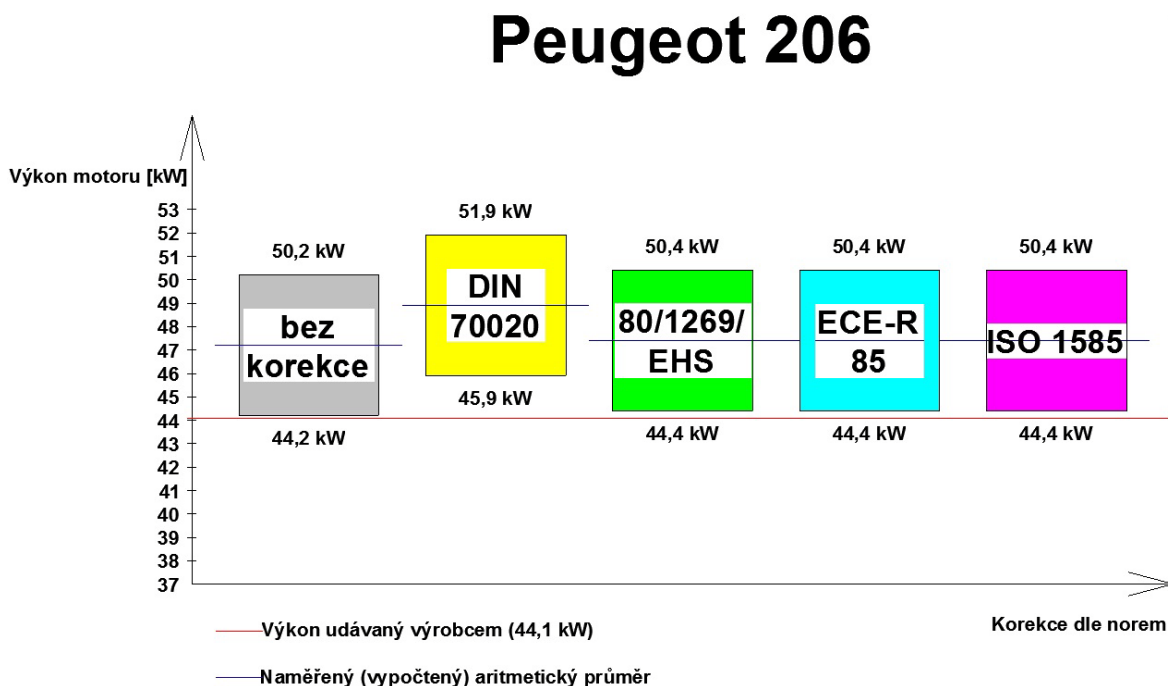 Peugeot 206
Výkon motoru [kW]
53
52
51
50
49
48
47
46
45
44
43
42
41
40
39
38
37
50,2 kW
bez
korekce
44,2 kW
51,9 kW
DIN
70020
45,9 kW
50,4 kW
80/1269/
EHS
44,4 kW
50,4 kW
ECE-R
85
44,4 kW
50,4 kW
ISO 1585
44,4 kW
Korekce dle norem
Výkon udávaný výrobcem (44,1 kW)
Naměřený (vypočtený) aritmetický průměr